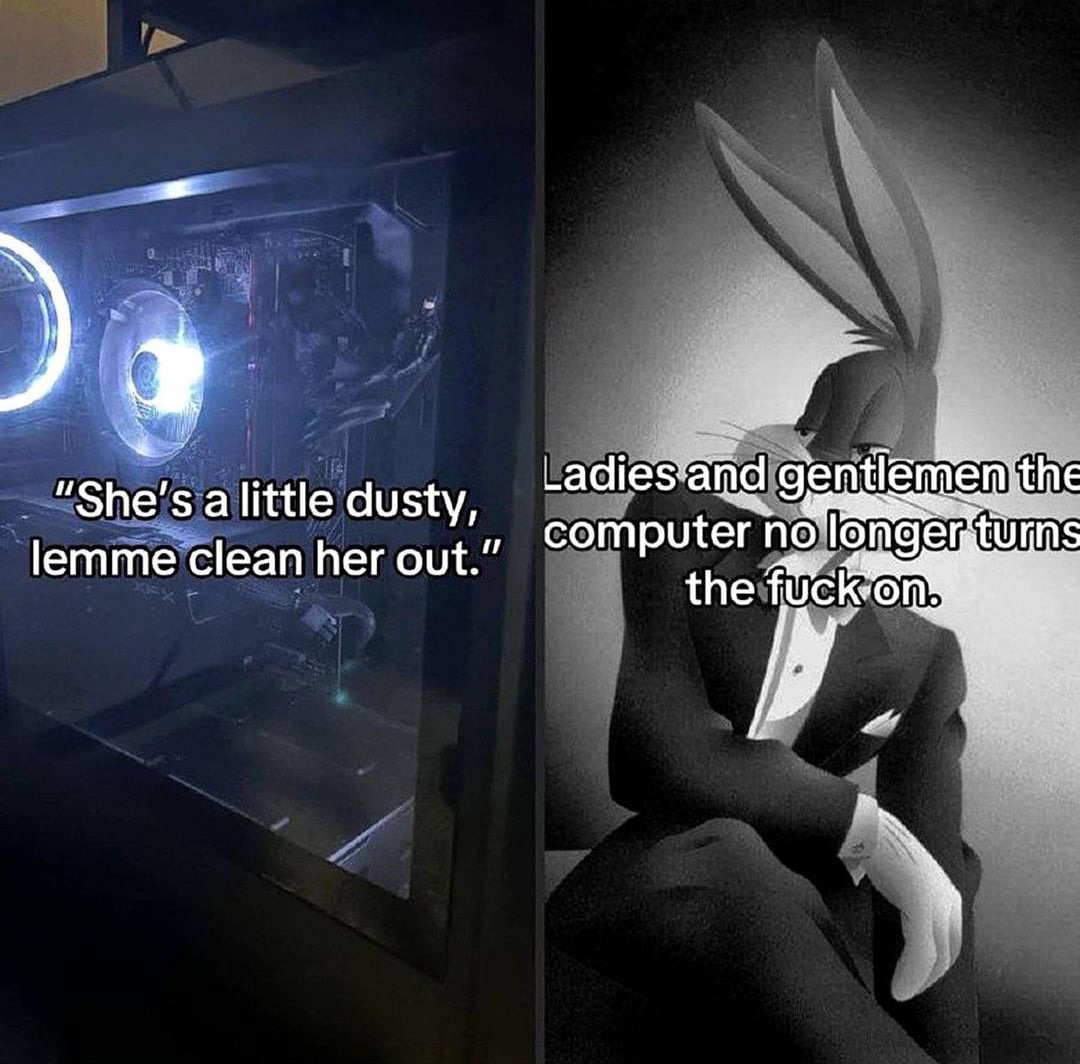 "She's a little dusty,
lemme clean her out."
Ladies and gentlemen the
computer no longer turns
the fuck on.